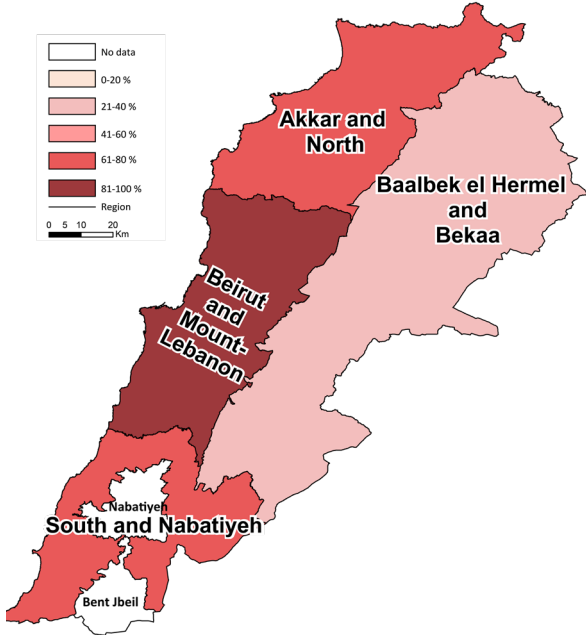 No data
0-20 %
21-40 %
41-60 %
61-80 %
81-100 %
Region
0 10 20
Km
Akkar and
North
Baalbek el Hermel
and
Bekaa
Beirut
and
Mount-
Lebanon
Nabatiyeh
South and Nabatiyeh
Bent Jbeil